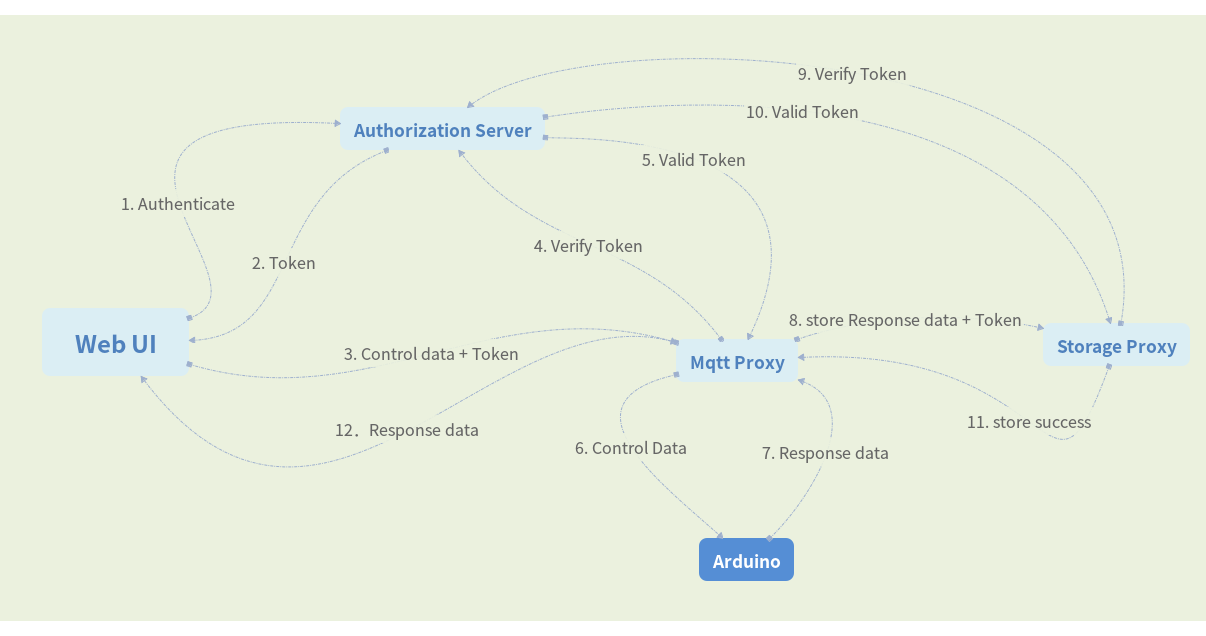 9. Verify Token
10. Valid Token
Authorization Server
5. Valid Token
1. Authenticate
4. Verify Token
2. Token
8. store Response data + Token
Web UI
3. Control data + Token
Mqtt Proxy
Storage Proxy
11. store success
12．Response data
6. Control Data
7. Response data
Arduino